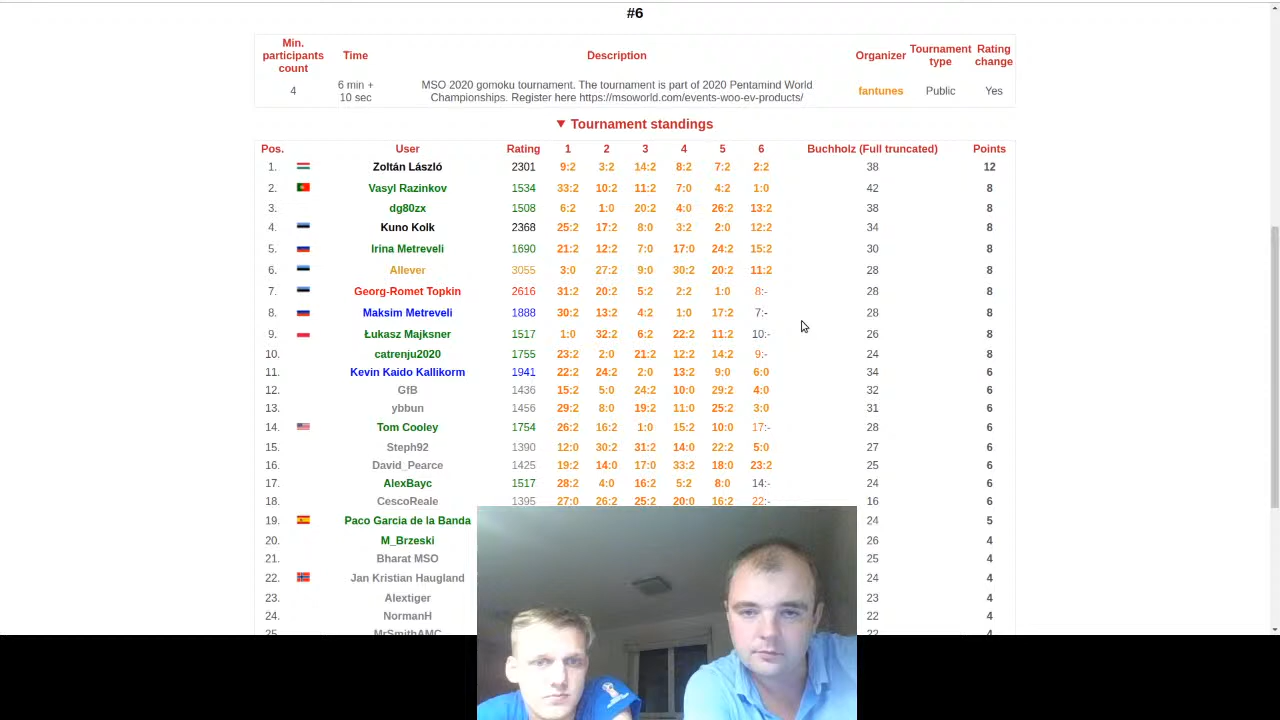 #6
Min. participants count Time Description Organizer Tournament type Rating change
4 6 min + 10 sec MSO 2020 gomoku tournament. The tournament is part of 2020 Pentamind World Championships. Register here https://msoworld.com/events-woo-ev-products/ fantunes Public Yes
▼ Tournament standings
Pos. User Rating 1 2 3 4 5 6 Buchholz (Full truncated) Points
1. Zoltán László 2301 9:2 3:2 14:2 8:2 7:2 2:2 38 12
2. Vasyl Razinkov 1534 33:2 10:2 11:2 7:0 4:2 1:0 42 8
3. dg80zx 1508 6:2 1:0 20:2 4:0 26:2 13:2 38 8
4. Kuno Kolk 2368 25:2 17:2 8:0 3:2 2:0 12:2 34 8
5. Irina Metreveli 1690 21:2 12:2 7:0 17:0 24:2 15:2 30 8
6. Allever 3055 3:0 27:2 9:0 30:2 20:2 11:2 28 8
7. Georg-Romet Topkin 2616 31:2 20:2 5:2 2:2 1:0 8:- 28 8
8. Maksim Metreveli 1888 30:2 13:2 4:2 1:0 17:2 7:- 28 8
9. Łukasz Majksner 1517 1:0 32:2 6:2 22:2 11:2 10:- 26 8
10. catrenju2020 1755 23:2 2:0 21:2 12:2 14:2 9:- 24 8
11. Kevin Kaido Kallikorm 1941 22:2 24:2 2:0 13:2 9:0 6:0 34 6
12. GfB 1436 15:2 5:0 24:2 10:0 29:2 4:0 32 6
13. ybbun 1456 29:2 8:0 19:2 11:0 25:2 3:0 31 6
14. Tom Cooley 1754 26:2 16:2 1:0 15:2 10:0 17:- 28 6
15. Steph92 1390 12:0 30:2 31:2 14:0 22:2 5:0 27 6
16. David_Pearce 1425 19:2 14:0 17:0 33:2 18:0 23:2 25 6
17. AlexBayc 1517 28:2 4:0 16:2 5:2 8:0 14:- 24 6
18. CescoReale 1395 27:0 26:2 25:2 20:0 16:2 22:- 16 6
19. Paco Garcia de la Banda 24 5
20. M_Brzeski 26 4
21. Bharat MSO 25 4
22. Jan Kristian Haugland 24 4
23. Alextiger 23 4
24. NormanH 22 4
25. MrSmithAMC 22 4